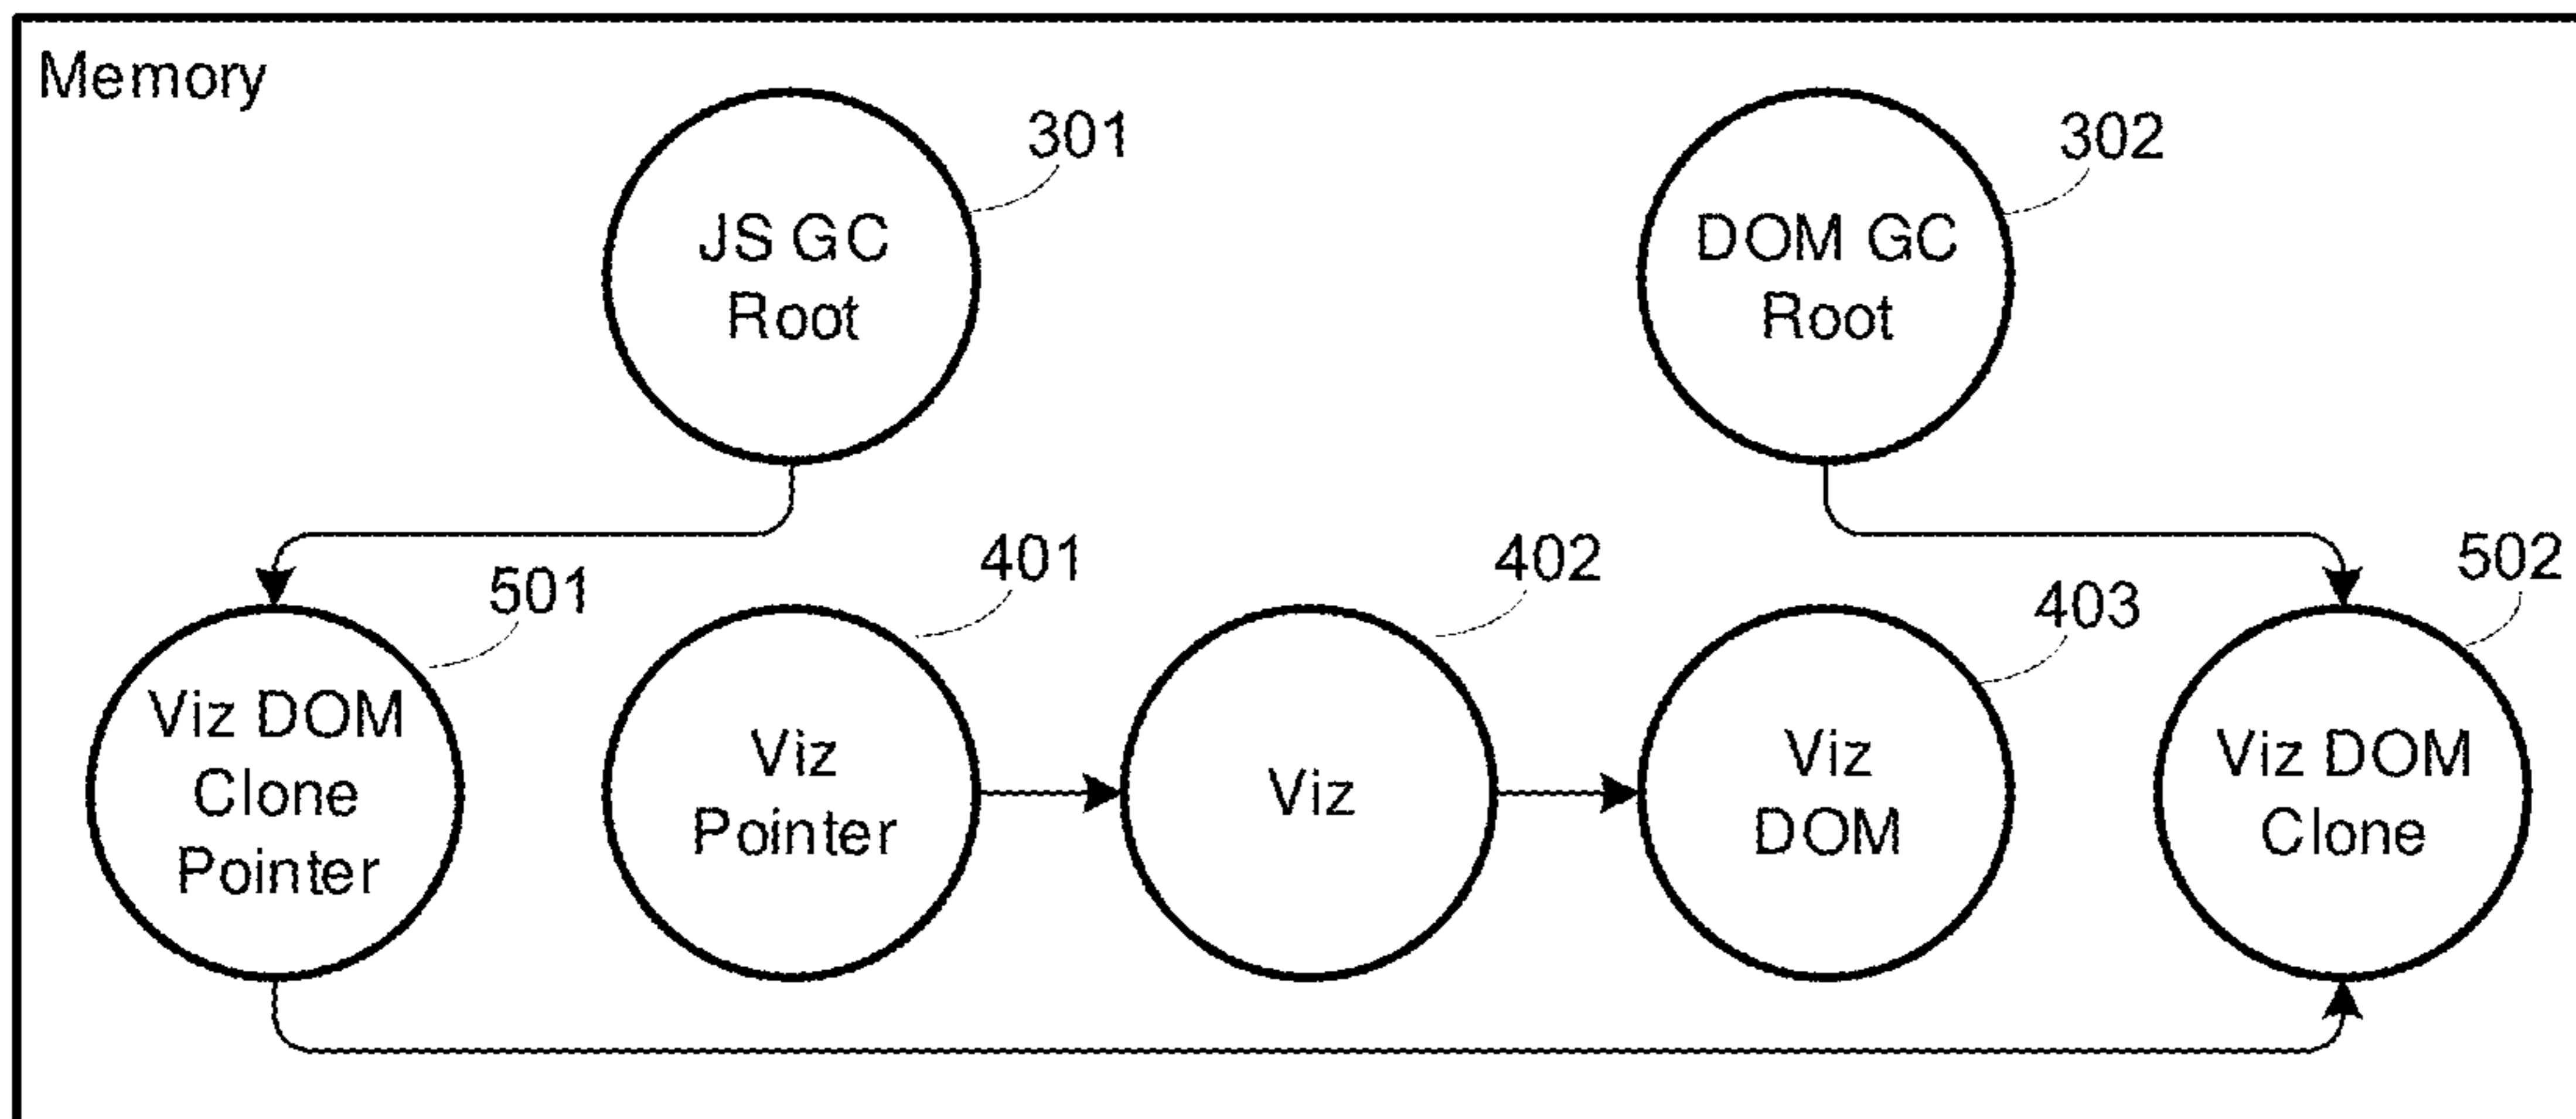 Memory
301
302
JS GC
Root
DOM GC
Root
501
401
402
403
502
Viz DOM
Clone
Pointer
Viz
Pointer
Viz
Viz
DOM
Viz DOM
Clone